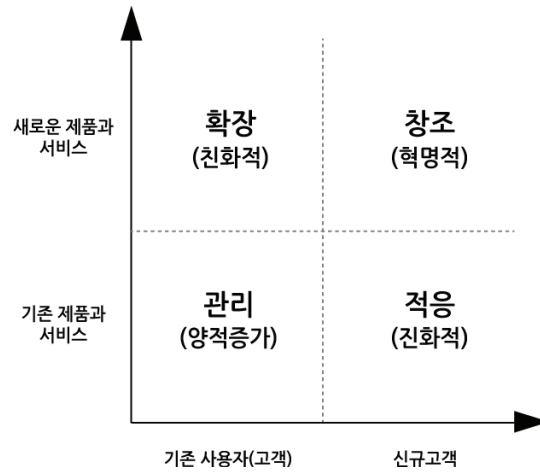 새로운 제품과
서비스
확장
(친화적)
창조
(혁명적)
기존 제품과
서비스
관리
(양적증가)
적응
(진화적)
기존 사용자(고객)
신규고객